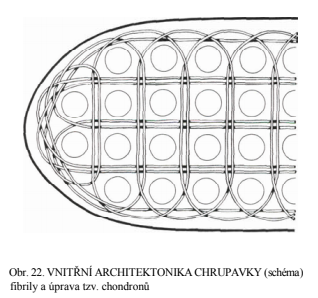 Obr. 22. VNITŘNÍ ARCHITEKTONIKA CHRUPAVKY (schéma)
fibrily a úprava tzv. chondronů